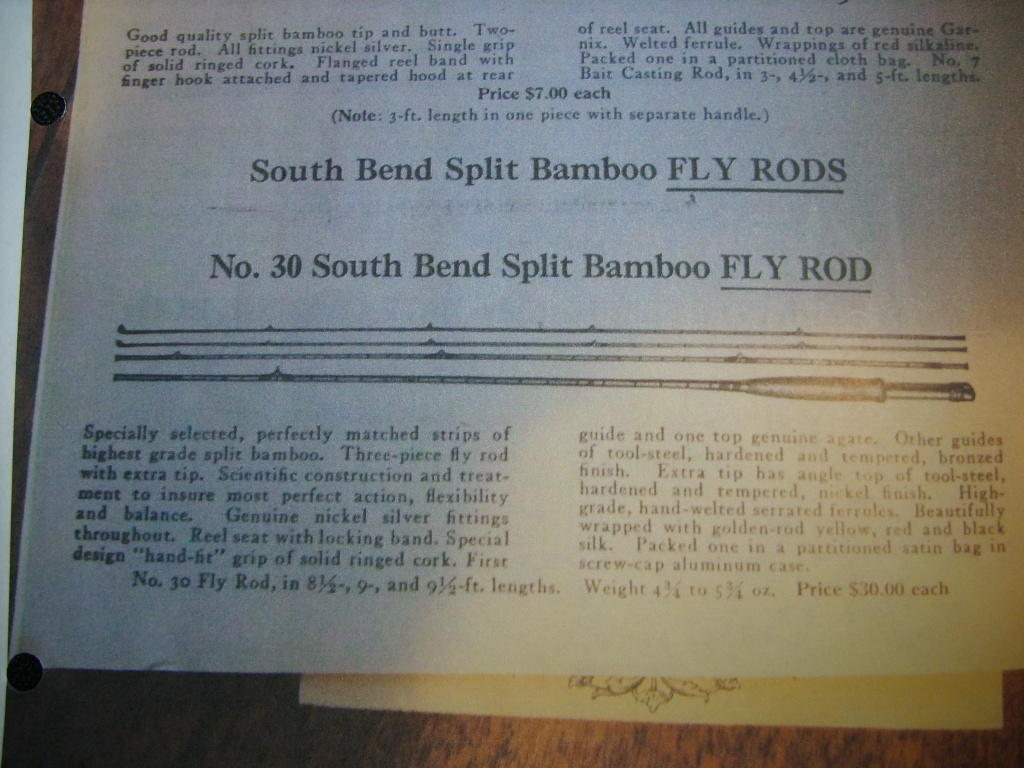 Good quality split bamboo tip and butt. Two-
piece rod. All fittings nickel silver. Single grip
of solid ringed cork. Flanged reel band with
finger hook attached and tapered hood at rear
of reel seat. All guides and top are genuine Gar-
nix. Welted ferrule. Wrappings of red silkaline.
Packed one in a partitioned cloth bag. No. 7
Bait Casting Rod, in 3-, 4½-, and 5-ft. lengths.
Price $7.00 each
(Note: 3-ft. length in one piece with separate handle.)
South Bend Split Bamboo FLY RODS
No. 30 South Bend Split Bamboo FLY ROD
Specially selected, perfectly matched strips of
highest grade split bamboo. Three-piece fly rod
with extra tip. Scientific construction and treat-
ment to insure most perfect action, flexibility
and balance. Genuine nickel silver fittings
throughout. Reel seat with locking band. Special
design "hand-fit" grip of solid ringed cork. First
guide and one top genuine agate. Other guides
of tool-steel, hardened and tempered, bronzed
finish. Extra tip has angle top of tool-steel,
hardened and tempered, nickel finish. High-
grade, hand-welted serrated ferrules. Beautifully
wrapped with golden-rod yellow, red and black
silk. Packed one in a partitioned satin bag in
screw-cap aluminum case.
No. 30 Fly Rod, in 8½-, 9-, and 9½-ft. lengths. Weight 4¾ to 5¾ oz. Price $30.00 each